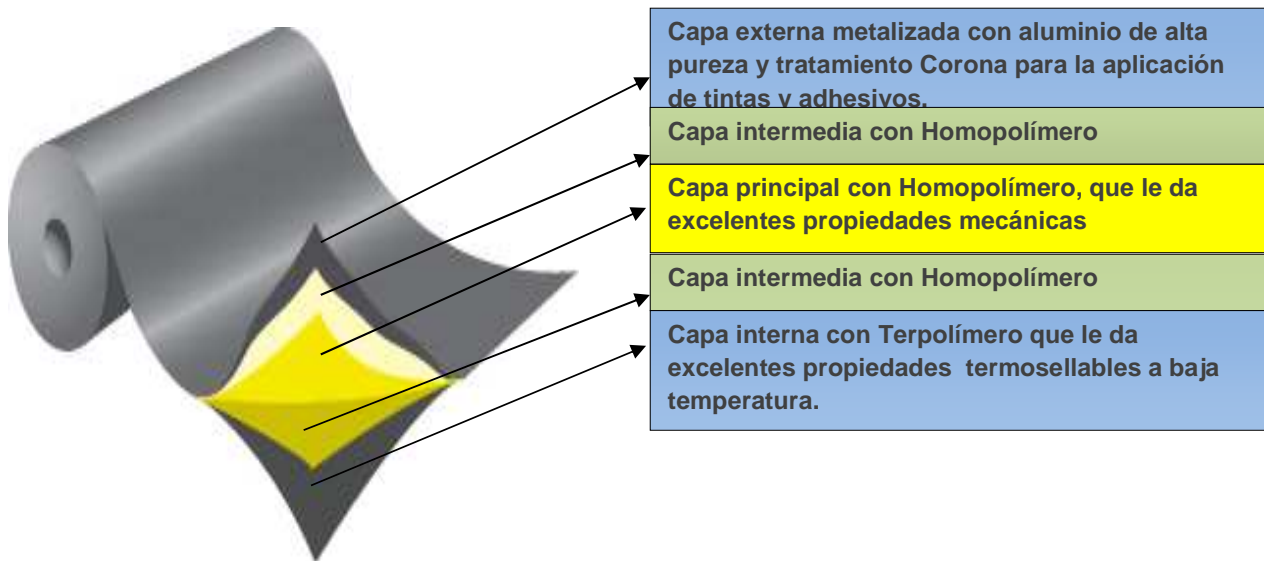 Capa externa metalizada con aluminio de alta
pureza y tratamiento Corona para la aplicación
de tintas y adhesivos.
Capa intermedia con Homopolímero
Capa principal con Homopolímero, que le da
excelentes propiedades mecánicas
Capa intermedia con Homopolímero
Capa interna con Terpolímero que le da
excelentes propiedades  termosellables a baja
temperatura.